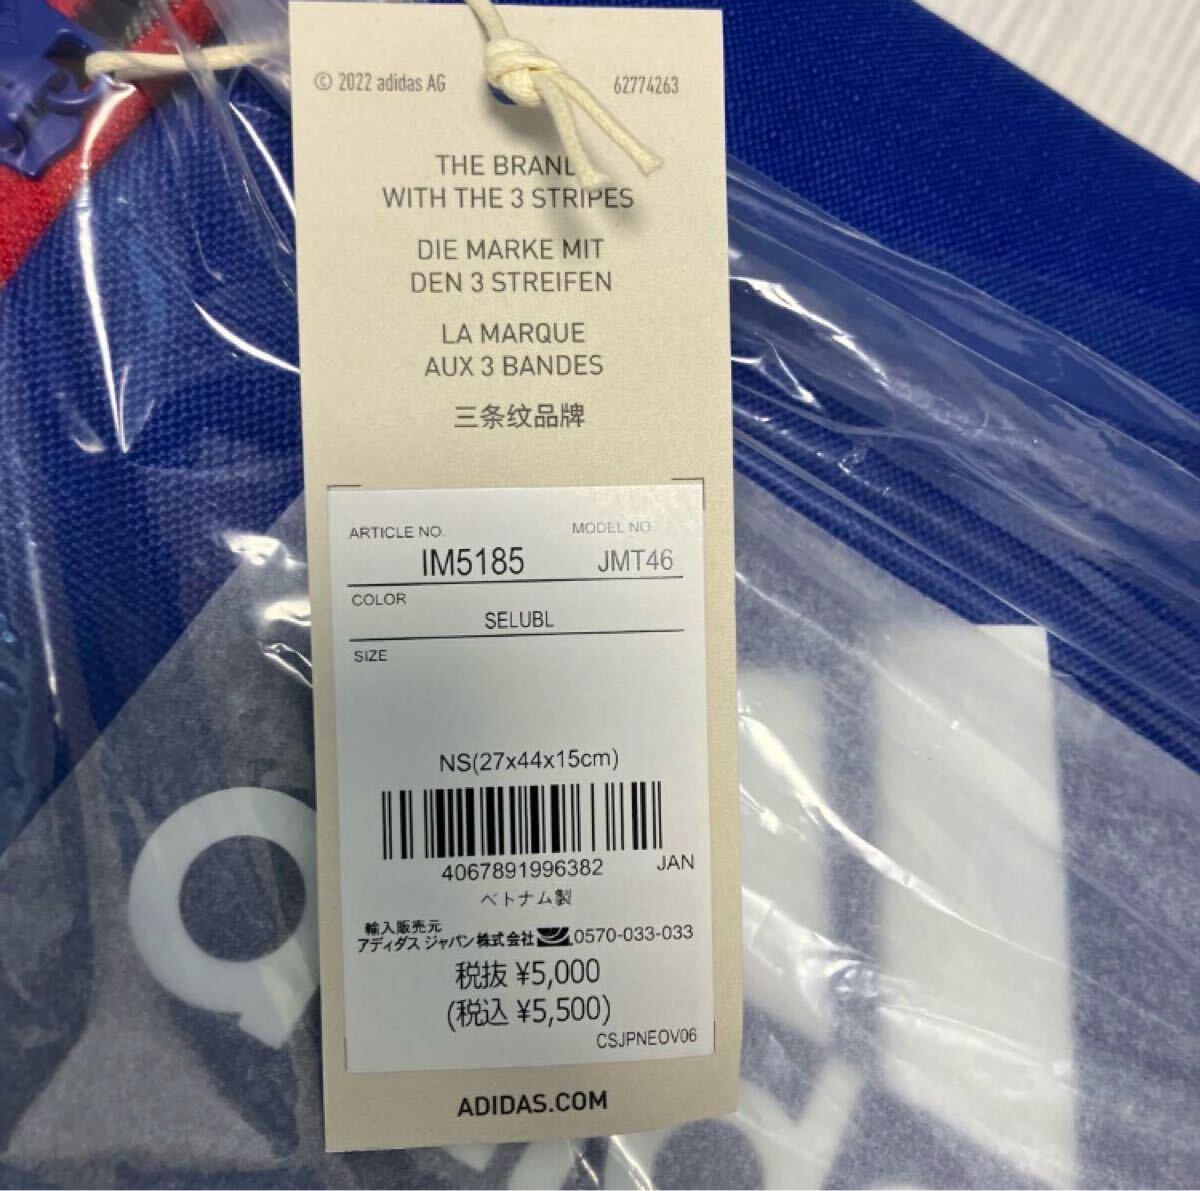 © 2022 adidas AG 62774263
THE BRAND
WITH THE 3 STRIPES
DIE MARKE MIT
DEN 3 STREIFEN
LA MARQUE
AUX 3 BANDES
三条纹品牌
ARTICLE NO. MODEL NO.
IM5185 JMT46
COLOR
SELUBL
SIZE
NS(27x44x15cm)
4067891996382 JAN
ベトナム製
輸入販売元
アディダス ジャパン株式会社 0570-033-033
税抜 ¥5,000
(税込 ¥5,500)
CSJPNEOV06
ADIDAS.COM